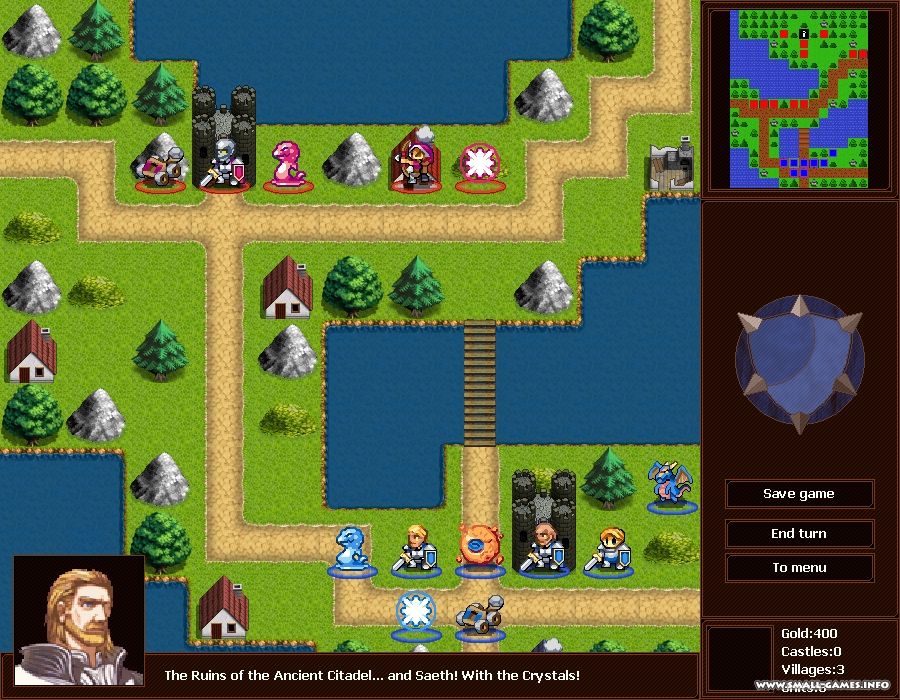 Save game
End turn
To menu
Gold:400
Castles:0
Villages:3
www.small-games.info
The Ruins of the Ancient Citadel... and Saeth! With the Crystals!